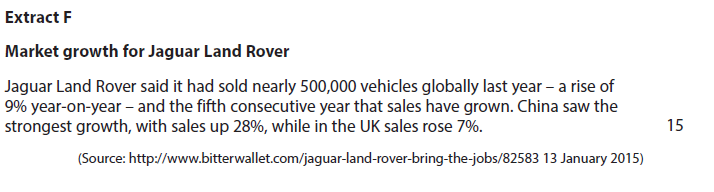 Extract F
Market growth for Jaguar Land Rover
Jaguar Land Rover said it had sold nearly 500,000 vehicles globally last year – a rise of
9% year-on-year – and the fifth consecutive year that sales have grown. China saw the
strongest growth, with sales up 28%, while in the UK sales rose 7%. 15
(Source: http://www.bitterwallet.com/jaguar-land-rover-bring-the-jobs/82583 13 January 2015)